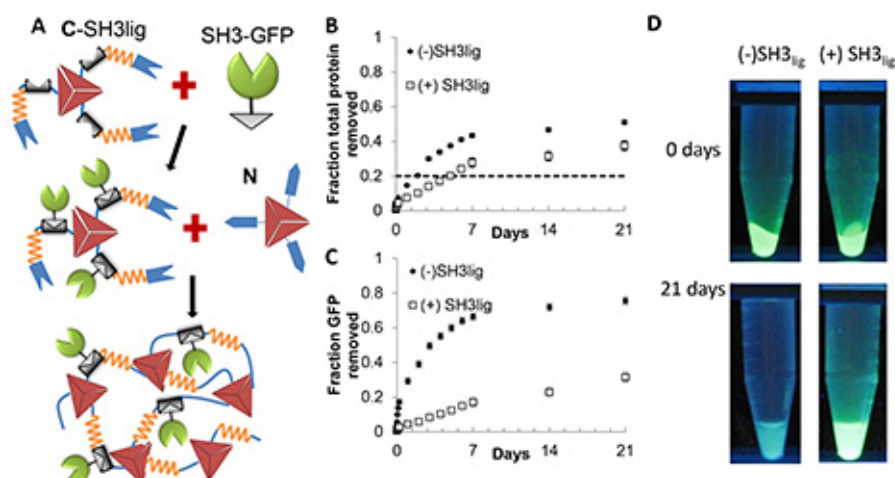 A C-SH3lig
SH3-GFP
N
B
(-)SH3lig
(+) SH3lig
Fraction total protein
removed
1
0.8
0.6
0.4
0.2
0
0 7 14 21
Days
C
(-)SH3lig
(+) SH3lig
Fraction GFP
removed
1
0.8
0.6
0.4
0.2
0
0 7 14 21
Days
D
(-)SH3lig (+) SH3lig
0 days
21 days